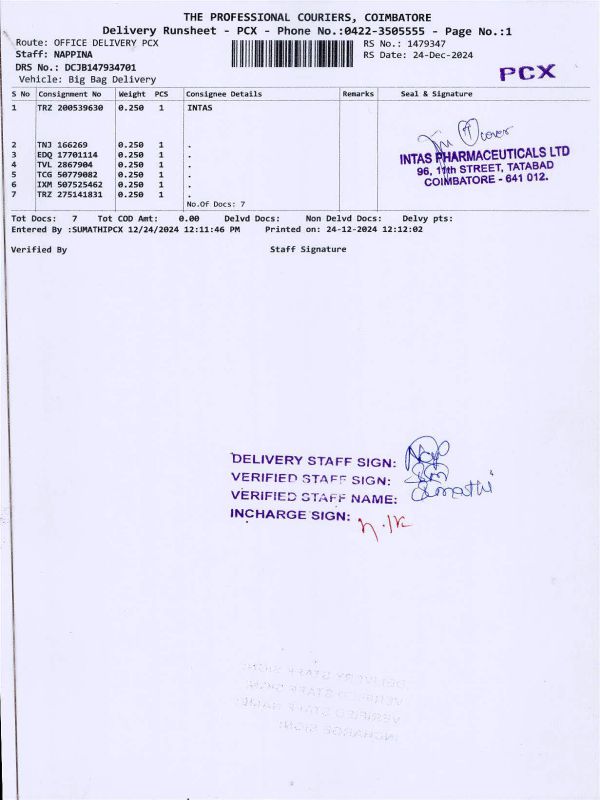 THE PROFESSIONAL COURIERS, COIMBATORE
Delivery Runsheet - PCX - Phone No.:0422-3505555 - Page No.:1
Route: OFFICE DELIVERY PCX RS No.: 1479347
Staff: NAPPINA RS Date: 24-Dec-2024
DRS No.: DCJB147934701
Vehicle: Big Bag Delivery
PCX
S No Consignment No Weight PCS Consignee Details Remarks Seal & Signature
1 TRZ 200539630 0.250 1 INTAS
2 TNJ 166269 0.250 1 .
3 EDQ 17701114 0.250 1 .
4 TVL 2867904 0.250 1 .
5 TCG 50779082 0.250 1 .
6 IXM 507525462 0.250 1 .
7 TRZ 275141831 0.250 1 .
No.Of Docs: 7
7 cover
INTAS PHARMACEUTICALS LTD
96, 11th STREET, TATABAD
COIMBATORE - 641 012.
Tot Docs: 7 Tot COD Amt: 0.00 Delvd Docs: Non Delvd Docs: Delvy pts:
Entered By :SUMATHIPCX 12/24/2024 12:11:46 PM Printed on: 24-12-2024 12:12:02
Verified By Staff Signature
DELIVERY STAFF SIGN:
VERIFIED STAFF SIGN:
VERIFIED STAFF NAME: Sumathi
INCHARGE SIGN: